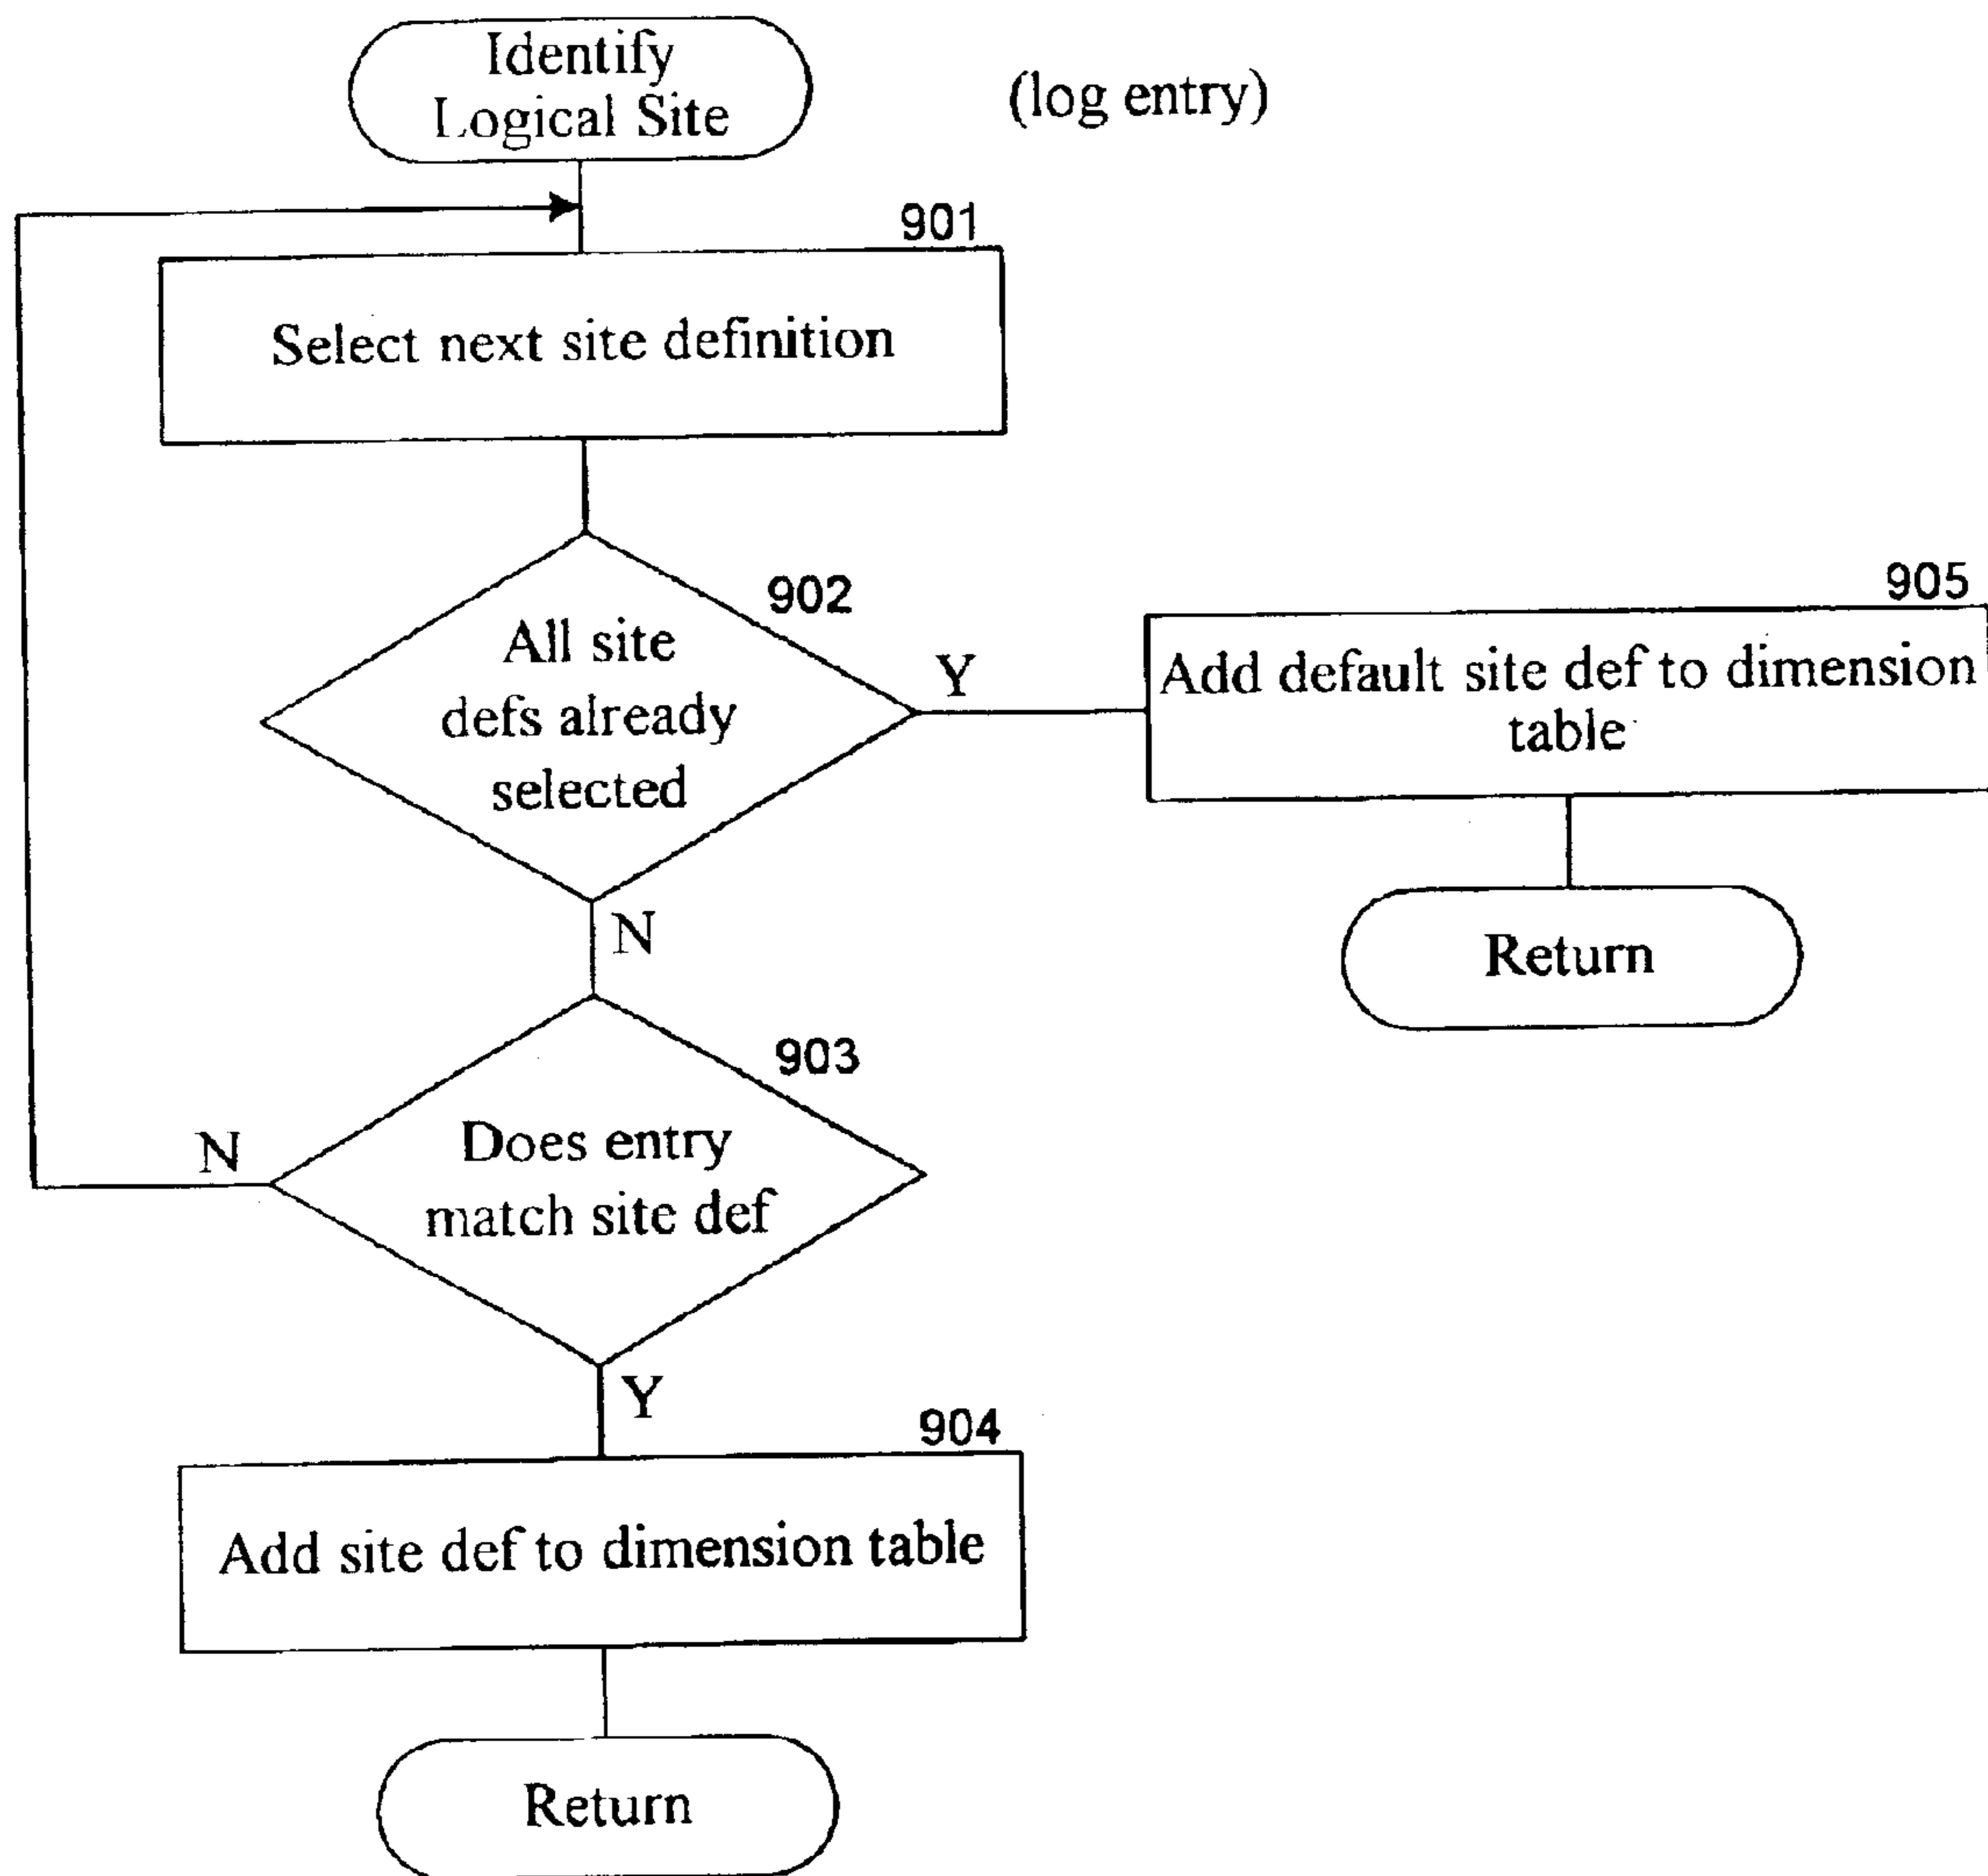 Identify
Logical Site
(log entry)
901
Select next site definition
902
All site
defs already
selected
Y
905
Add default site def to dimension
table
N
Return
903
Does entry
match site def
N
Y
904
Add site def to dimension table
Return